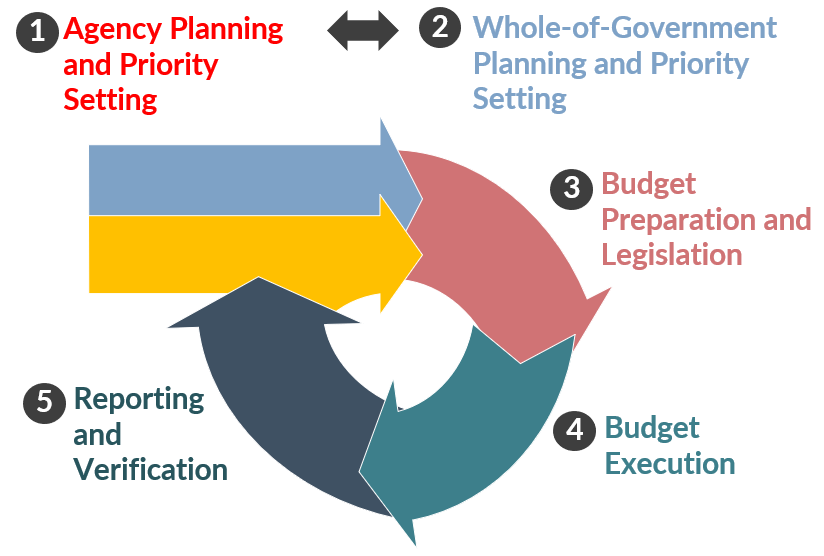 1 Agency Planning
and Priority
Setting
2 Whole-of-Government
Planning and Priority
Setting
3 Budget
Preparation and
Legislation
4 Budget
Execution
5 Reporting
and
Verification